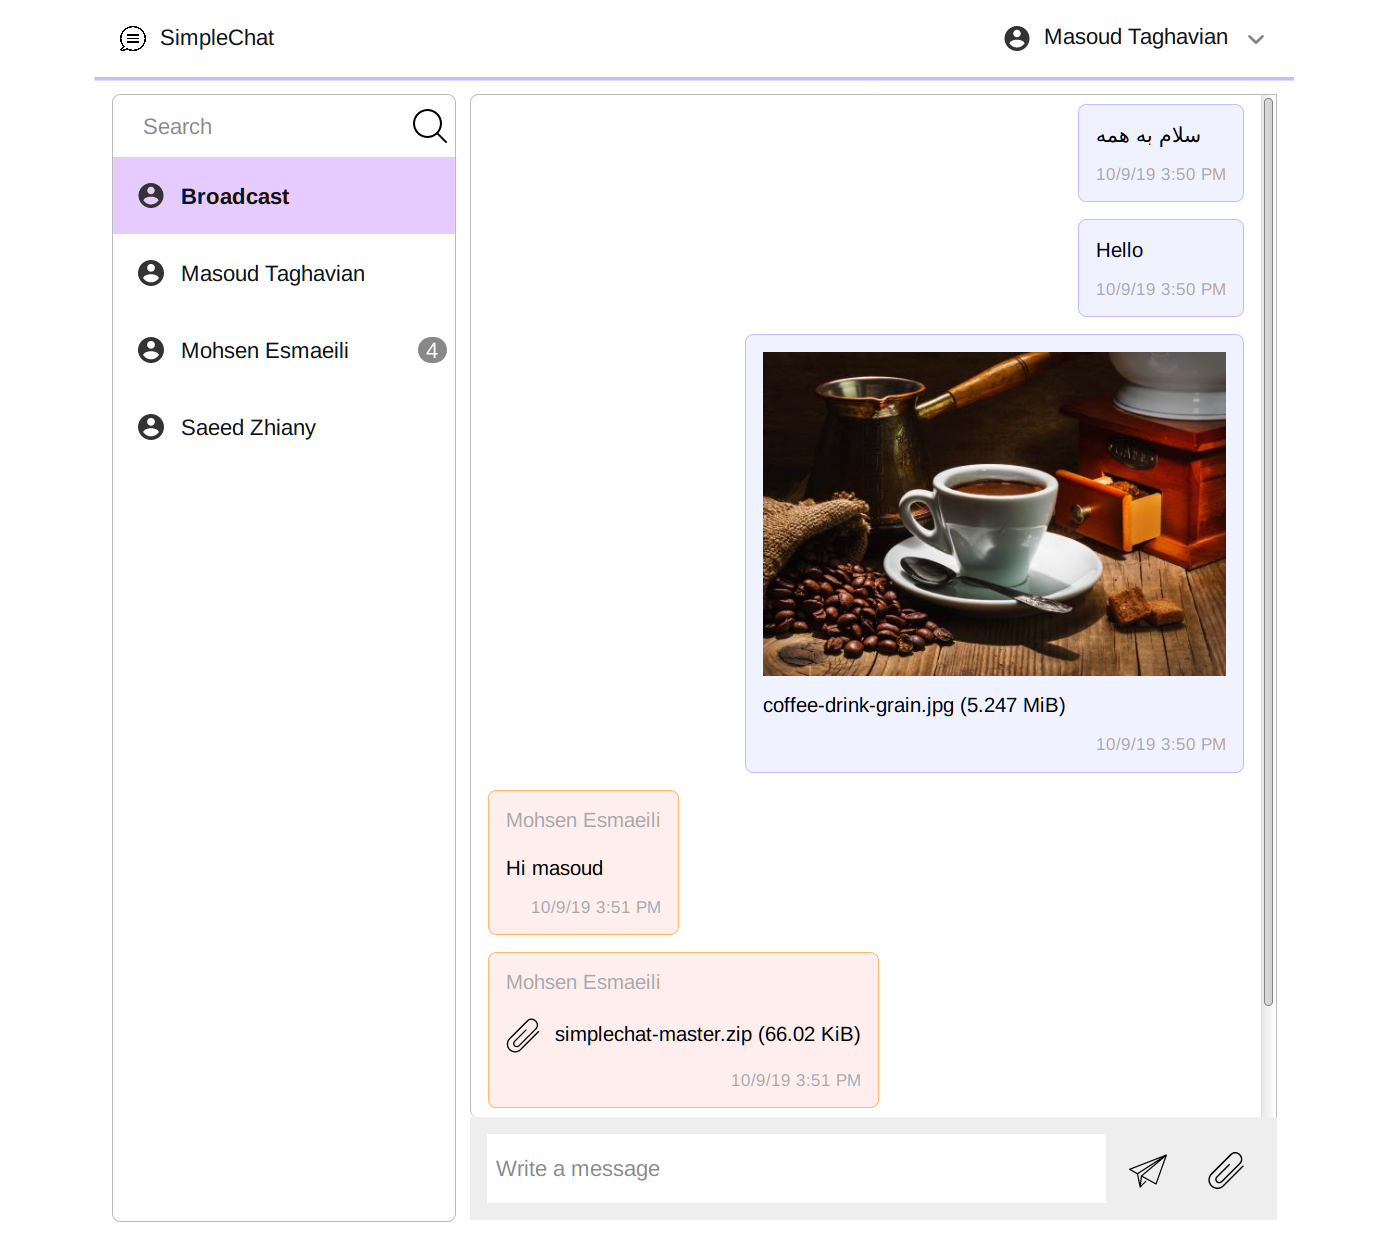 SimpleChat
Masoud Taghavian
Search
Broadcast
Masoud Taghavian
Mohsen Esmaeili 4
Saeed Zhiany
سلام به همه
10/9/19 3:50 PM
Hello
10/9/19 3:50 PM
coffee-drink-grain.jpg (5.247 MiB)
10/9/19 3:50 PM
Mohsen Esmaeili
Hi masoud
10/9/19 3:51 PM
Mohsen Esmaeili
simplechat-master.zip (66.02 KiB)
10/9/19 3:51 PM
Write a message